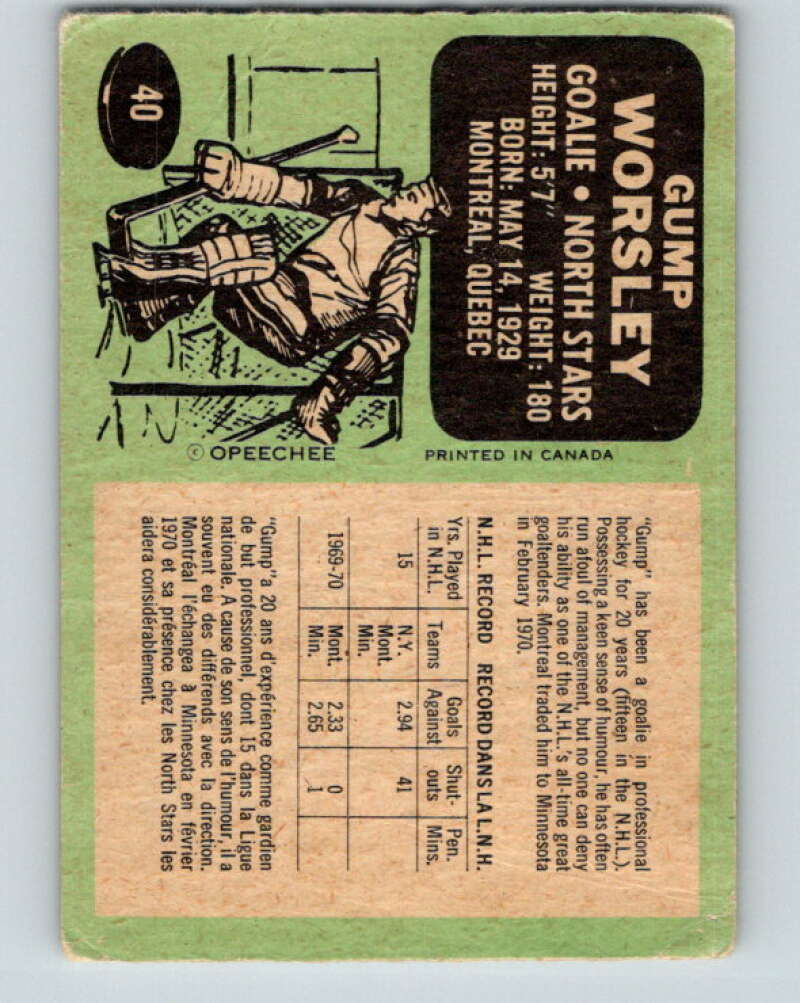 GUMP
WORSLEY
GOALIE • NORTH STARS
HEIGHT: 5'7" WEIGHT: 180
BORN: MAY 14, 1929
MONTREAL, QUEBEC
40
© OPEECHEE
PRINTED IN CANADA
"Gump" has been a goalie in professional
hockey for 20 years (fifteen in the N.H.L.).
Possessing a keen sense of humour, he has often
run afoul of management, but no one can deny
his ability as one of the N.H.L.'s all-time great
goaltenders. Montreal traded him to Minnesota
in February 1970.
N.H.L. RECORD RECORD DANS LA L.N.H.
Yrs. Played Teams Goals Shut- Pen.
in N.H.L. Against outs Mins.
15 N.Y. 2.94 41
Mont.
Min.
1969-70 Mont. 2.33 0
Min. 2.65 1
"Gump" a 20 ans d'expérience comme gardien
de but professionnel, dont 15 dans la Ligue
nationale. A cause de son sens de l'humour, il a
souvent eu des différends avec la direction.
Montréal l'échangea à Minnesota en février
1970 et sa présence chez les North Stars les
aidera considérablement.